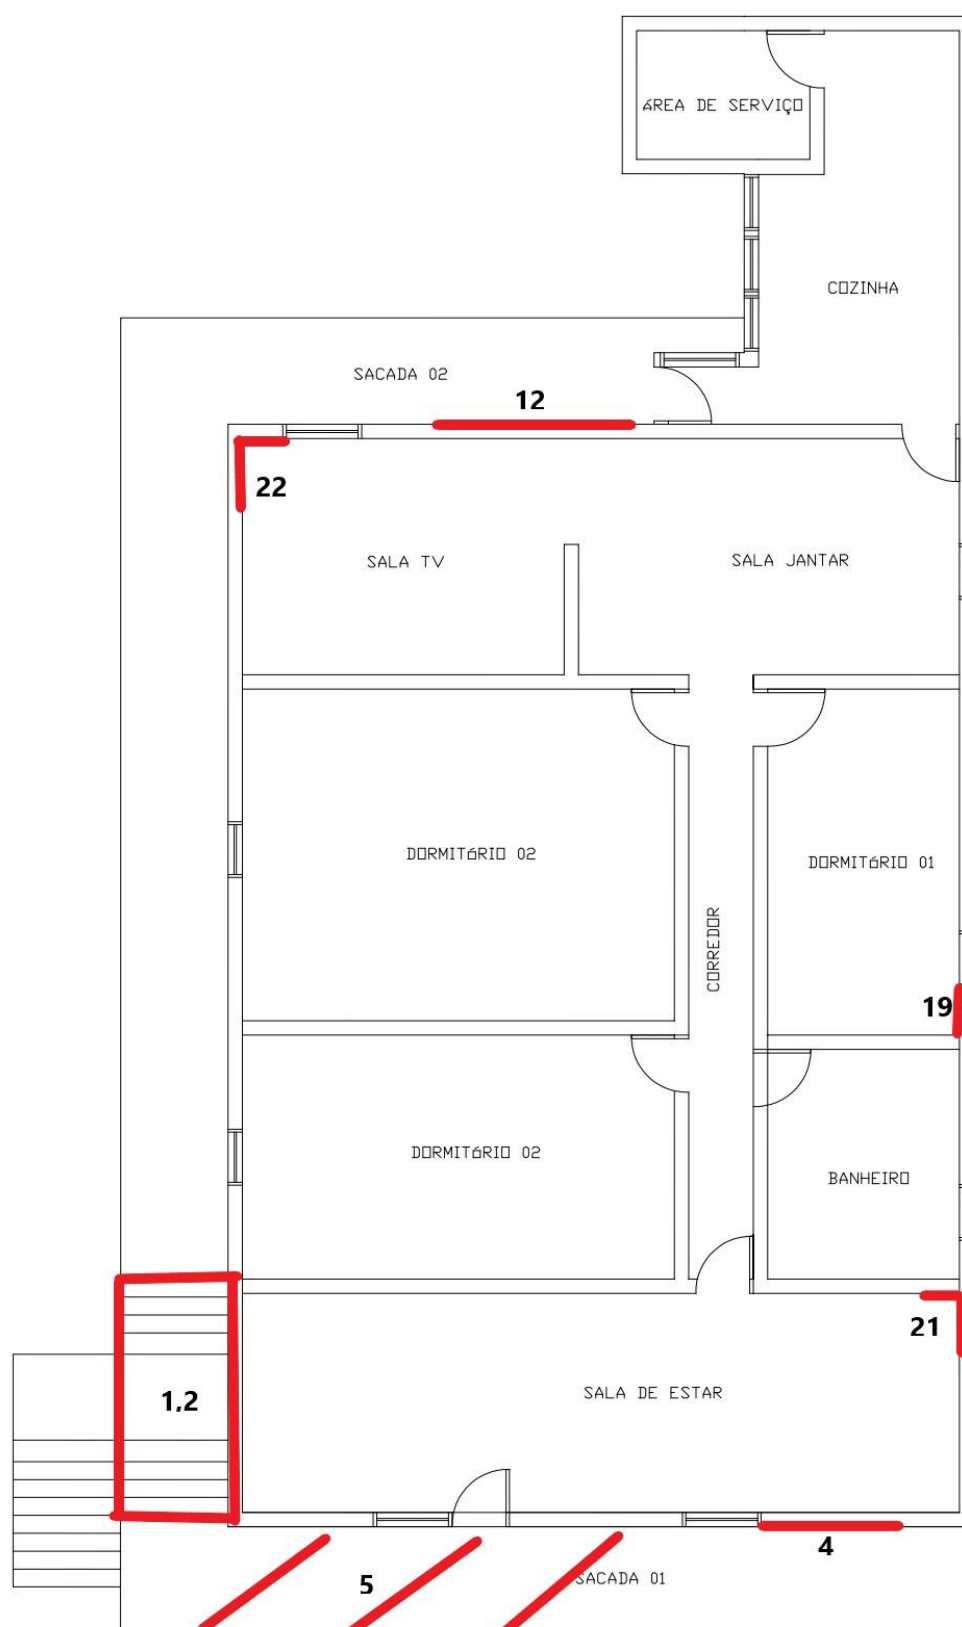 ÁREA DE SERVIÇO
COZINHA
SACADA 02
12
22
SALA TV
SALA JANTAR
DORMITÓRIO 02
DORMITÓRIO 01
CORREDOR
19
DORMITÓRIO 02
BANHEIRO
21
SALA DE ESTAR
1,2
4
5
SACADA 01